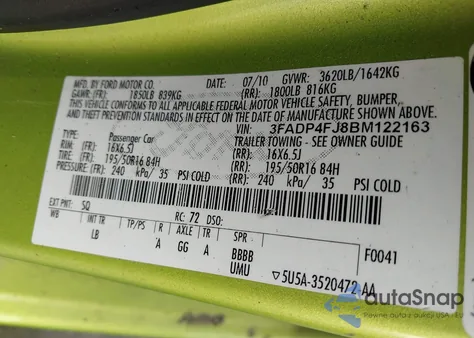 MFD. BY FORD MOTOR CO.
DATE: 07/10 GVWR: 3620LB/1642KG
GAWR: (FR): 1850LB 839KG (RR): 1800LB 816KG
THIS VEHICLE CONFORMS TO ALL APPLICABLE FEDERAL MOTOR VEHICLE SAFETY, BUMPER,
AND THEFT PREVENTION STANDARDS IN EFFECT ON THE DATE OF MANUFACTURE SHOWN ABOVE.
VIN: 3FADP4FJ8BM122163
TYPE: Passenger Car TRAILER TOWING - SEE OWNER GUIDE
RIM: (FR): 16X6.5J (RR): 16X6.5J
TIRE: (FR): 195/50R16 84H (RR): 195/50R16 84H
PRESS: (FR): 240 kPa/ 35 PSI COLD (RR): 240 kPa/ 35 PSI COLD
EXT PNT: SQ RC: 72 DSO: F0041
WB INT TR TP/PS R AXLE TR SPR
LB A GG A BBBB
UMU 5U5A-3520472-AA
autoSnap
Pewne auto z USA